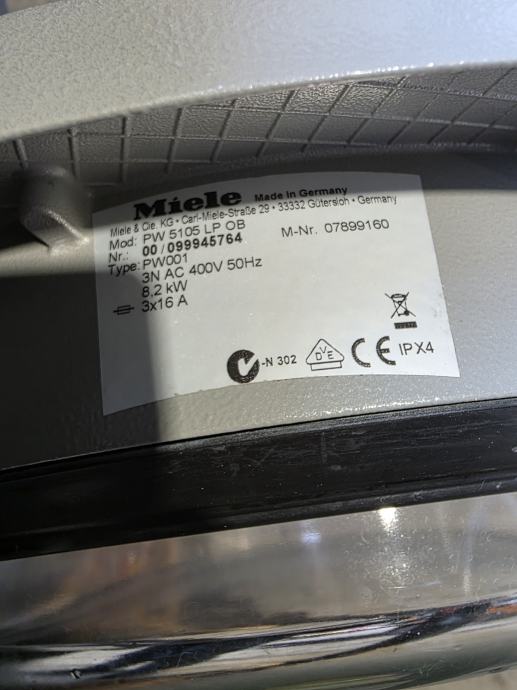 Miele Made in Germany
Miele & Cie. KG • Carl-Miele-Straße 29 • 33332 Gütersloh • Germany
Mod: PW 5105 LP OB M-Nr. 07899160
Nr.: 00/099945764
Type: PW001
3N AC 400V 50Hz
8,2 kW
3x16 A
-N 302 DVE CE IPX4